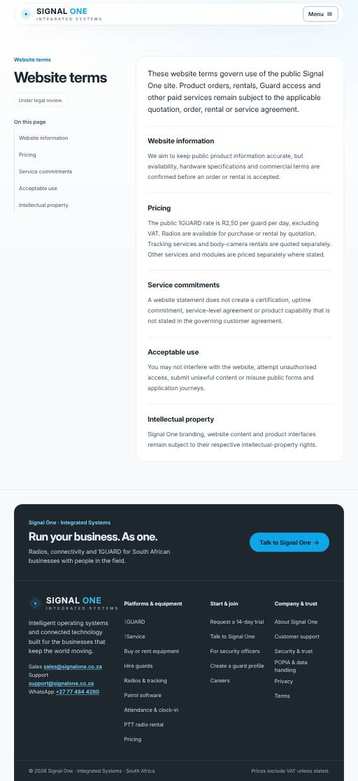 SIGNAL ONE
INTEGRATED SYSTEMS
Menu
Website terms
Website terms
Under legal review
On this page
Website information
Pricing
Service commitments
Acceptable use
Intellectual property
These website terms govern use of the public Signal
One site. Product orders, rentals, Guard access and
other paid services remain subject to the applicable
quotation, order, rental or service agreement.
Website information
We aim to keep public product information accurate, but
availability, hardware specifications and commercial terms are
confirmed before an order or rental is accepted.
Pricing
The public 1GUARD rate is R2,50 per guard per day, excluding
VAT. Radios are available for purchase or rental by quotation.
Tracking services and body-camera rentals are quoted separately.
Other services and modules are priced separately where stated.
Service commitments
A website statement does not create a certification, uptime
commitment, service-level agreement or product capability that is
not stated in the governing customer agreement.
Acceptable use
You may not interfere with the website, attempt unauthorised
access, submit unlawful content or misuse public forms and
application journeys.
Intellectual property
Signal One branding, website content and product interfaces
remain subject to their respective intellectual-property rights.
Signal One · Integrated Systems
Run your business. As one.
Radios, connectivity and 1GUARD for South African
businesses with people in the field.
Talk to Signal One →
SIGNAL ONE
INTEGRATED SYSTEMS
Intelligent operating systems
and connected technology
built for the businesses that
keep the world moving.
Sales sales@signalone.co.za
Support
support@signalone.co.za
WhatsApp
Platforms & equipment
1GUARD
1Service
Buy or rent equipment
Hire guards
Radios & tracking
Patrol software
Attendance & clock-in
PTT radio rental
Pricing
Start & join
Request a 14-day trial
Talk to Signal One
For security officers
Create a guard profile
Careers
Company & trust
About Signal One
Customer support
Security & trust
POPIA & data
handling
Privacy
Terms
© 2026 Signal One · Integrated Systems · South Africa
Prices exclude VAT unless stated.